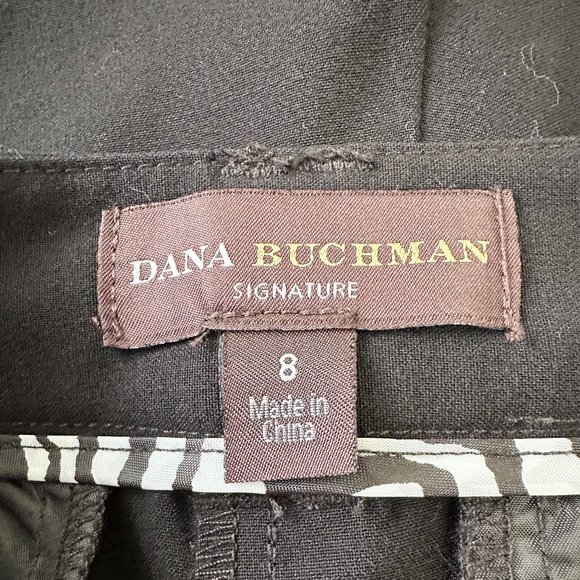 DANA BUCHMAN
SIGNATURE
8
Made in
China